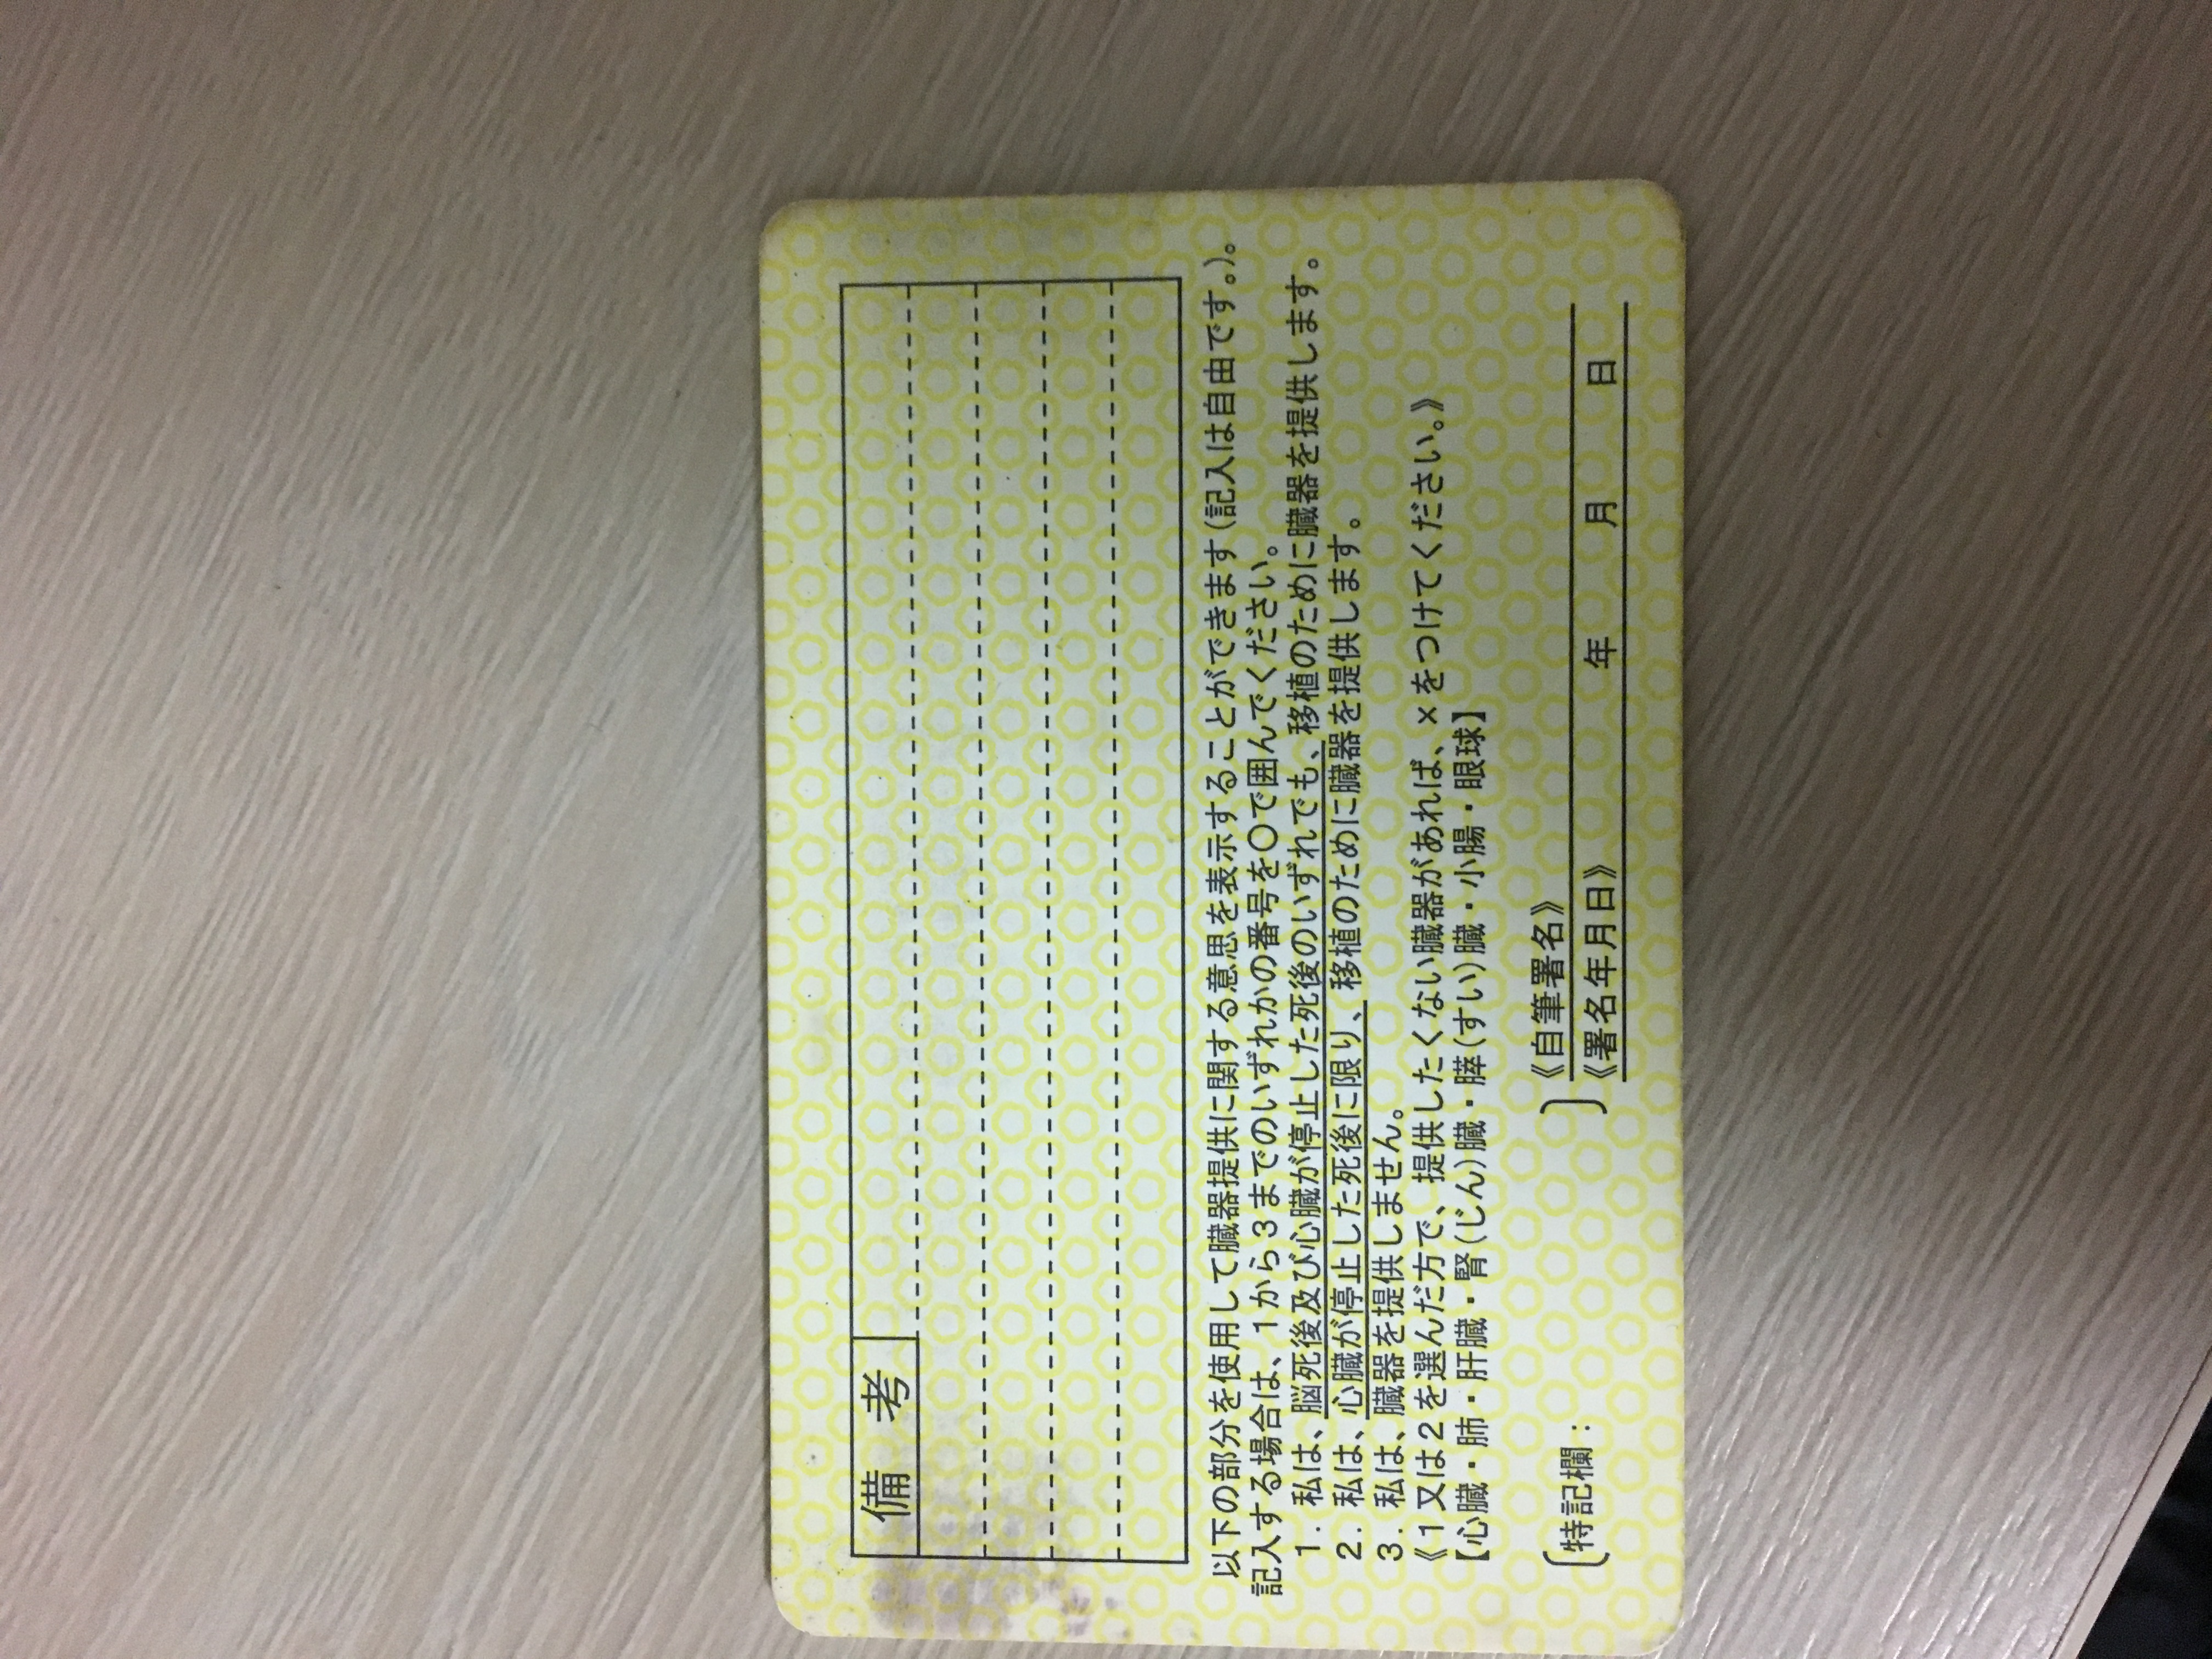 備考
以下の部分を使用して臓器提供に関する意思を表示することができます(記入は自由です。)。
記入する場合は、1から3までのいずれかの番号を〇で囲んでください。
1. 私は、脳死後及び心臓が停止した死後のいずれでも、移植のために臓器を提供します。
2. 私は、心臓が停止した死後に限り、移植のために臓器を提供します。
3. 私は、臓器を提供しません。
《1又は2を選んだ方で、提供したくない臓器があれば、×をつけてください。》
【心臓・肺・肝臓・腎(じん)臓・膵(すい)臓・小腸・眼球】
〔特記欄: 〕
《自筆署名》
《署名年月日》 年 月 日